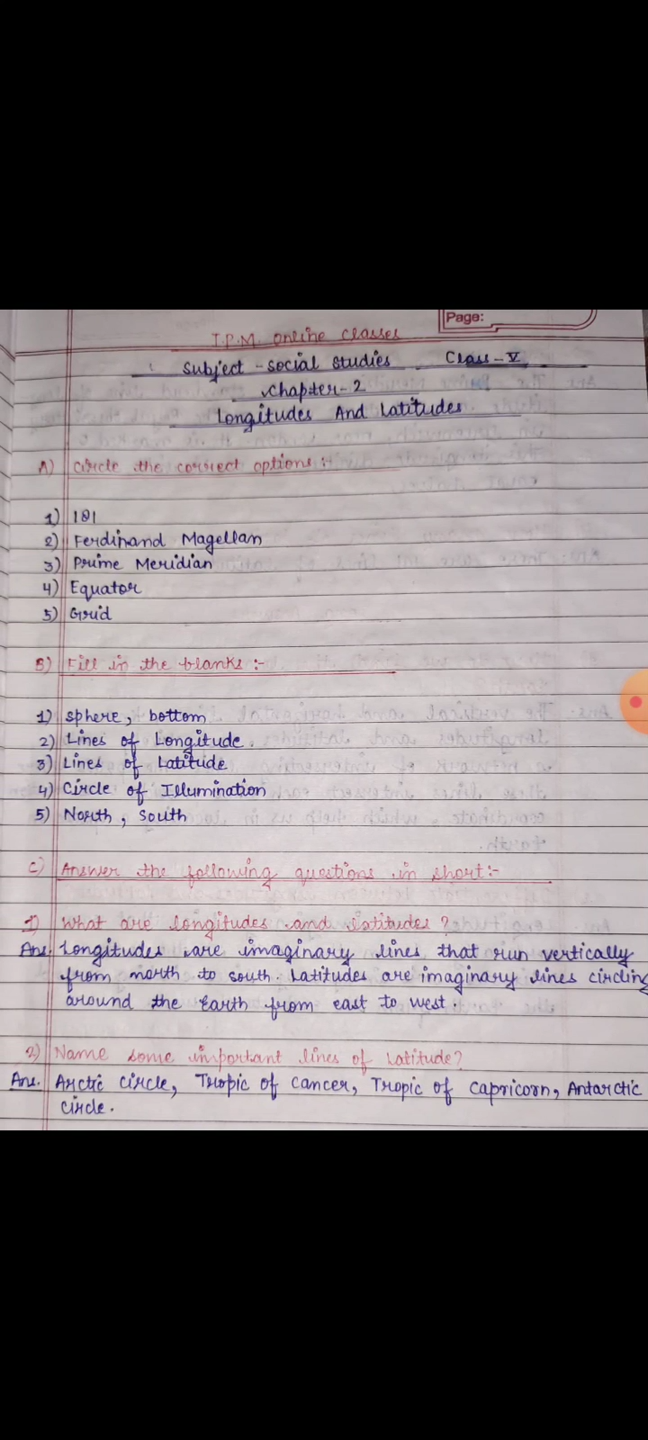 Page:
I.P.M. Online Classes
Subject - Social Studies Class - V
Chapter - 2
Longitudes And Latitudes
A) Circle the correct options :-
1) 181
2) Ferdinand Magellan
3) Prime Meridian
4) Equator
5) Grid
B) Fill in the blanks :-
1) Sphere, bottom
2) Lines of Longitude.
3) Lines of Latitude
4) Circle of Illumination
5) North, South
C) Answer the following questions in short :-
1) What are longitudes and latitudes ?
Ans. Longitudes are imaginary lines that run vertically
from north to south. Latitudes are imaginary lines circling
around the Earth from east to west.
2) Name some important lines of latitude?
Ans. Arctic circle, Tropic of cancer, Tropic of capricorn, Antarctic
circle.